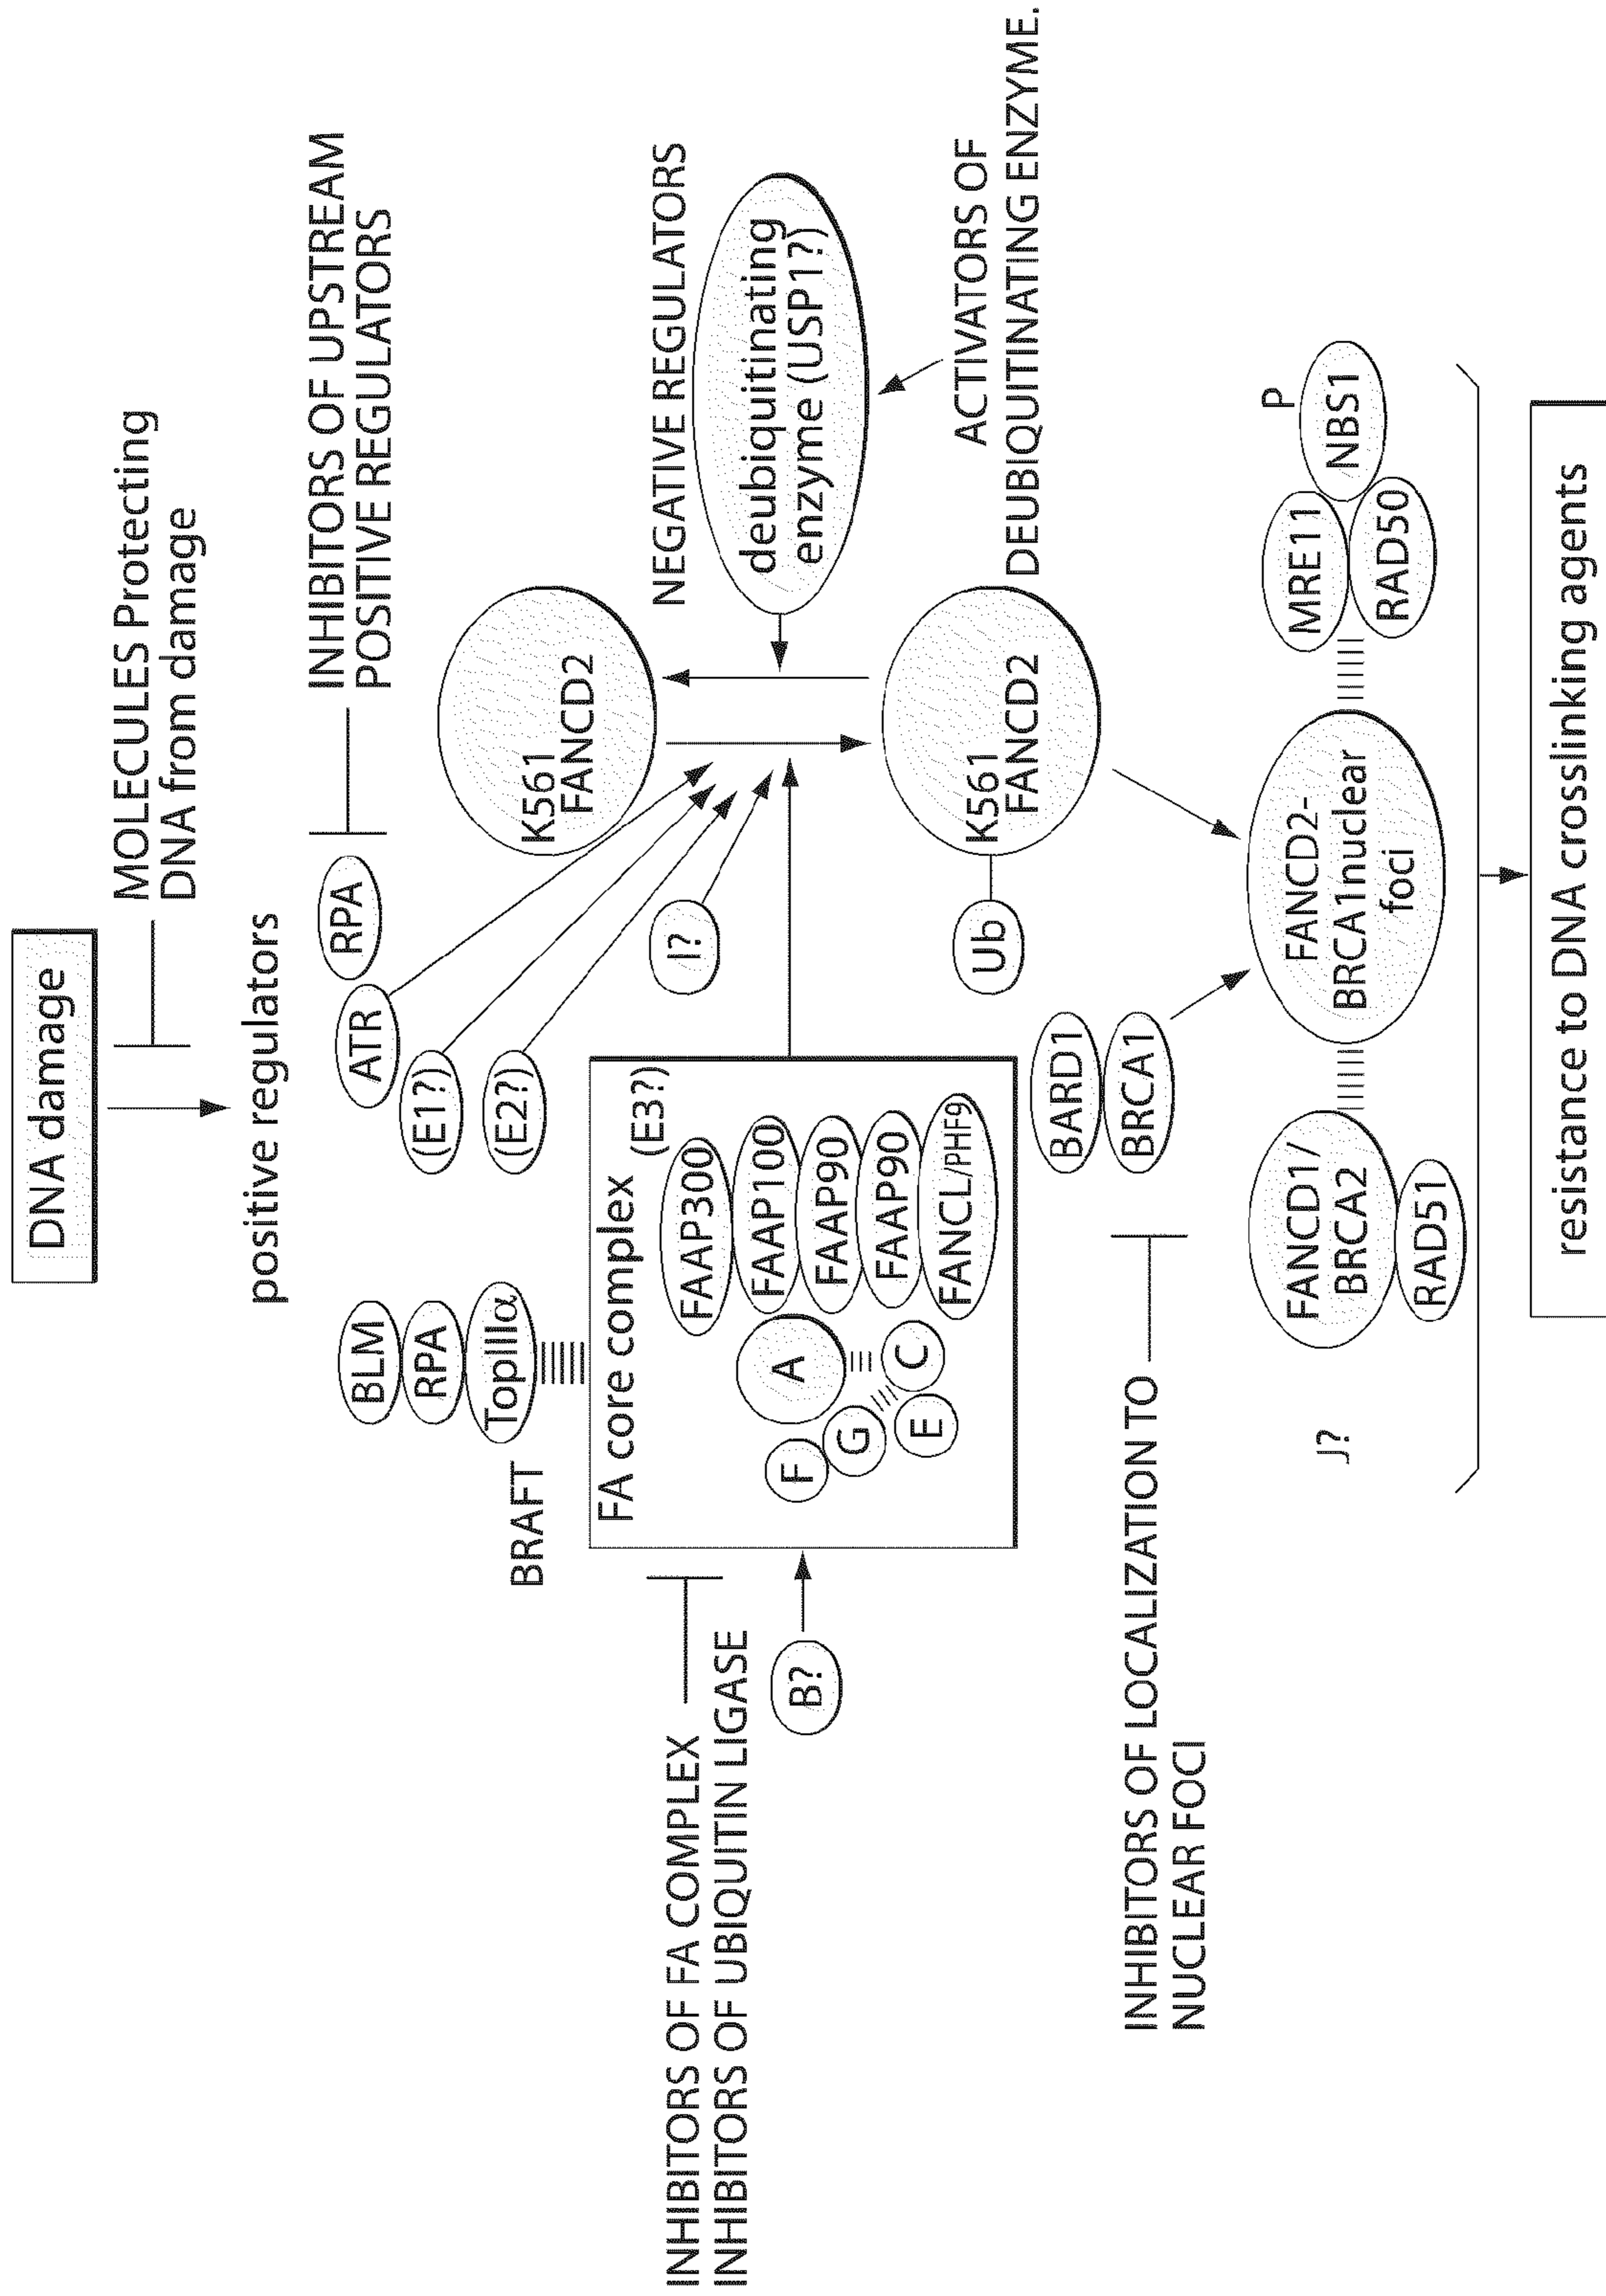 DNA damage
MOLECULES Protecting
DNA from damage
positive regulators
INHIBITORS OF UPSTREAM
POSITIVE REGULATORS
BLM
RPA
TopIIIα
BRAFT
ATR
RPA
(E1?)
(E2?)
I?
K561
FANCD2
NEGATIVE REGULATORS
deubiquitinating
enzyme (USP1?)
ACTIVATORS OF
DEUBIQUITINATING ENZYME.
INHIBITORS OF FA COMPLEX
INHIBITORS OF UBIQUITIN LIGASE
B?
FA core complex
(E3?)
FAAP300
FAAP100
FAAP90
FAAP90
FANCL/PHF9
A
F
G
C
E
Ub
K561
FANCD2
BARD1
BRCA1
INHIBITORS OF LOCALIZATION TO
NUCLEAR FOCI
J?
FANCD1/
BRCA2
RAD51
FANCD2-
BRCA1nuclear
foci
MRE11
RAD50
NBS1
P
resistance to DNA crosslinking agents